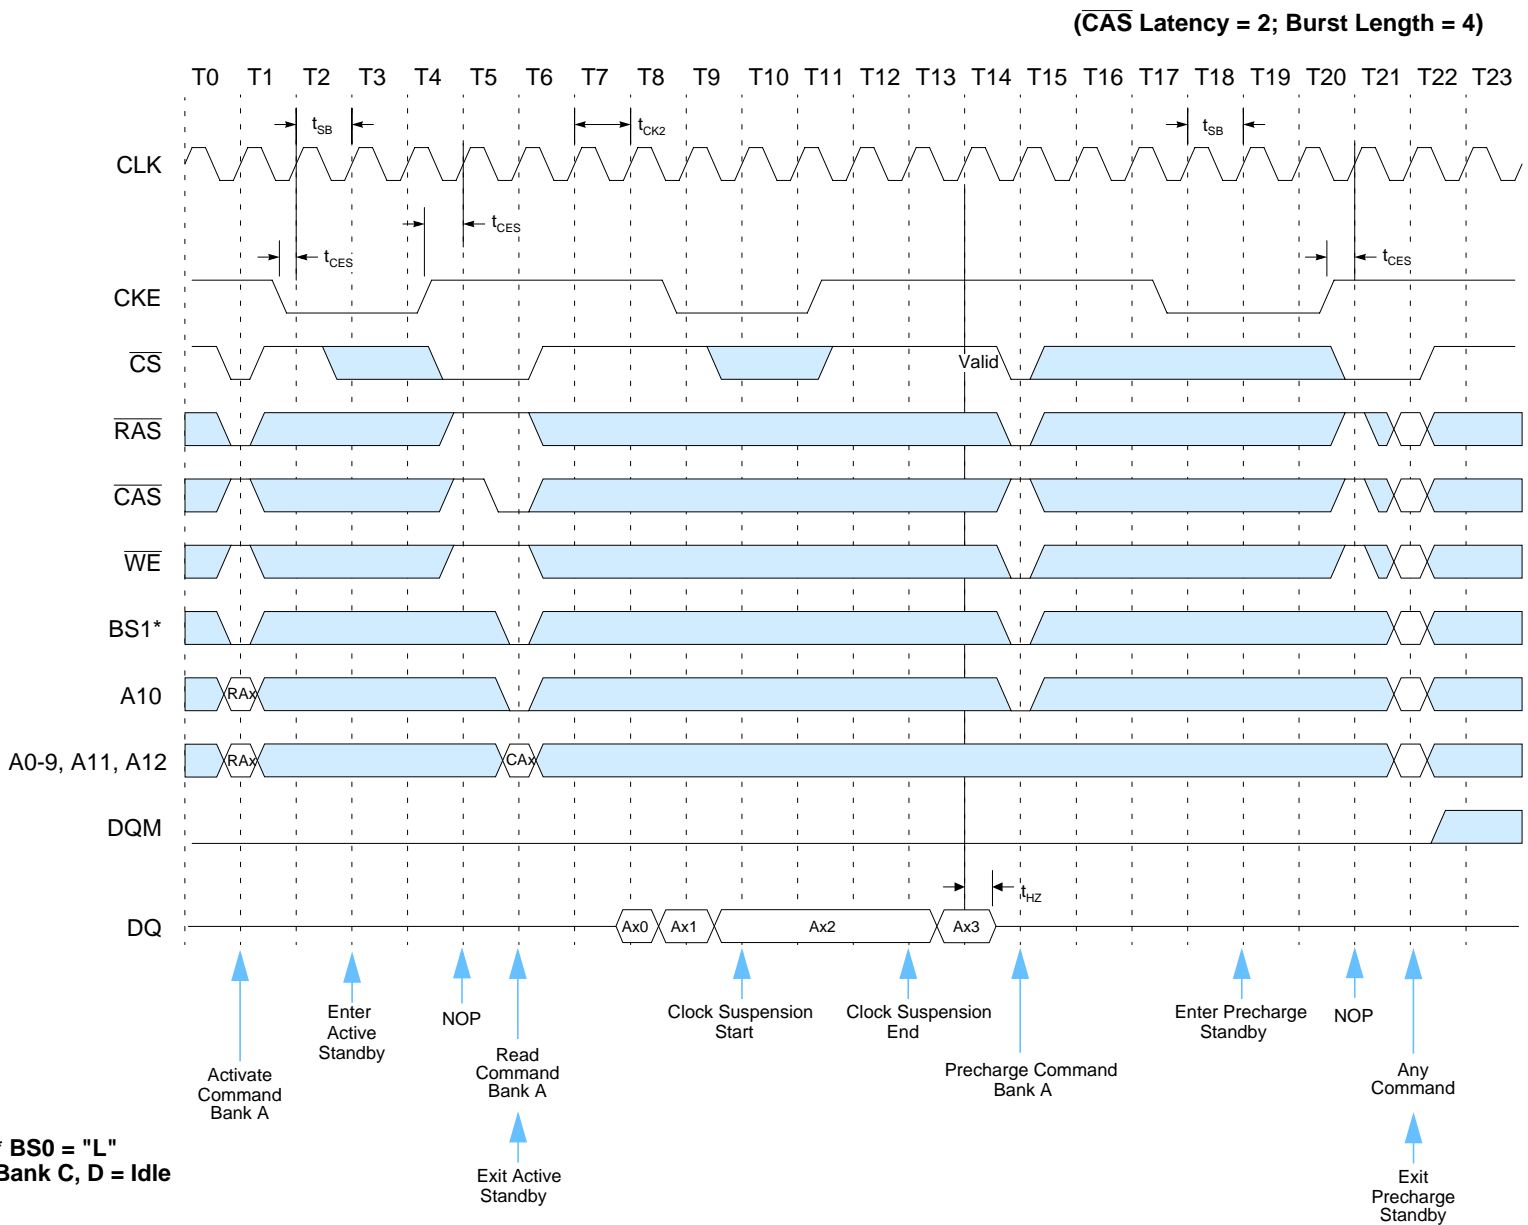 (CAS Latency = 2; Burst Length = 4)
T0 T1 T2 T3 T4 T5 T6 T7 T8 T9 T10 T11 T12 T13 T14 T15 T16 T17 T18 T19 T20 T21 T22 T23
tSB
tCK2
tSB
CLK
tCES
tCES
tCES
CKE
CS
Valid
RAS
CAS
WE
BS1*
A10
RAx
A0-9, A11, A12
RAx
CAx
DQM
tHZ
DQ
Ax0
Ax1
Ax2
Ax3
Activate
Command
Bank A
Enter
Active
Standby
NOP
Read
Command
Bank A
Exit Active
Standby
Clock Suspension
Start
Clock Suspension
End
Precharge Command
Bank A
Enter Precharge
Standby
NOP
Any
Command
Exit
Precharge
Standby
* BS0 = "L"
Bank C, D = Idle